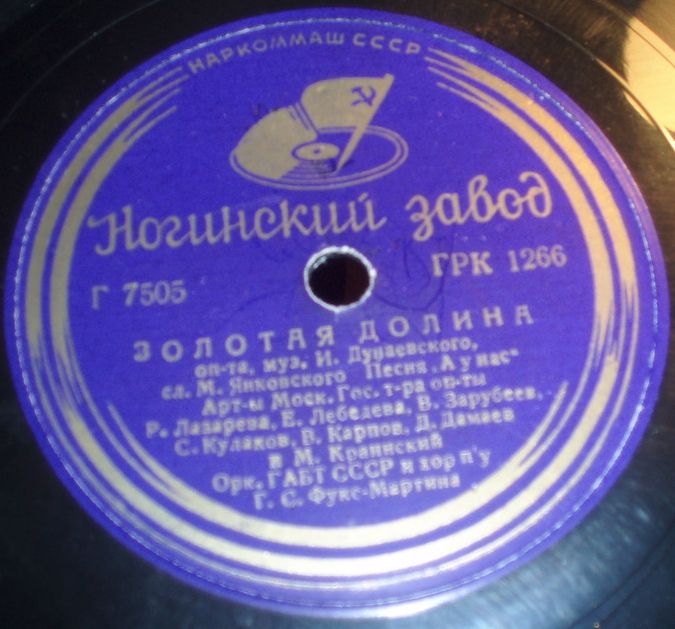 НАРКОММАШ СССР
Ногинский завод
Г 7505
ГРК 1266
ЗОЛОТАЯ ДОЛИНА
оп-та, муз. И. Дунаевского,
сл. М. Янковского Песня „А у нас“
Арт-ы Моск. Гос. т-ра оп-ты
Р. Лазарева, Е. Лебедева, В. Зарубеев,
С. Кулаков, В. Карпов, Д. Дамаев
в М.
Орк. ГАБТ СССР и хор п/у
Г. С. Фукс-Мартина